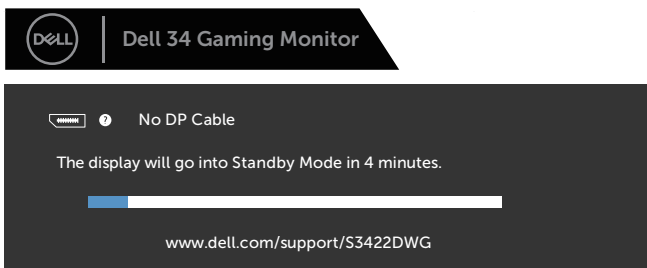 DELL
Dell 34 Gaming Monitor
? No DP Cable
The display will go into Standby Mode in 4 minutes.
www.dell.com/support/S3422DWG